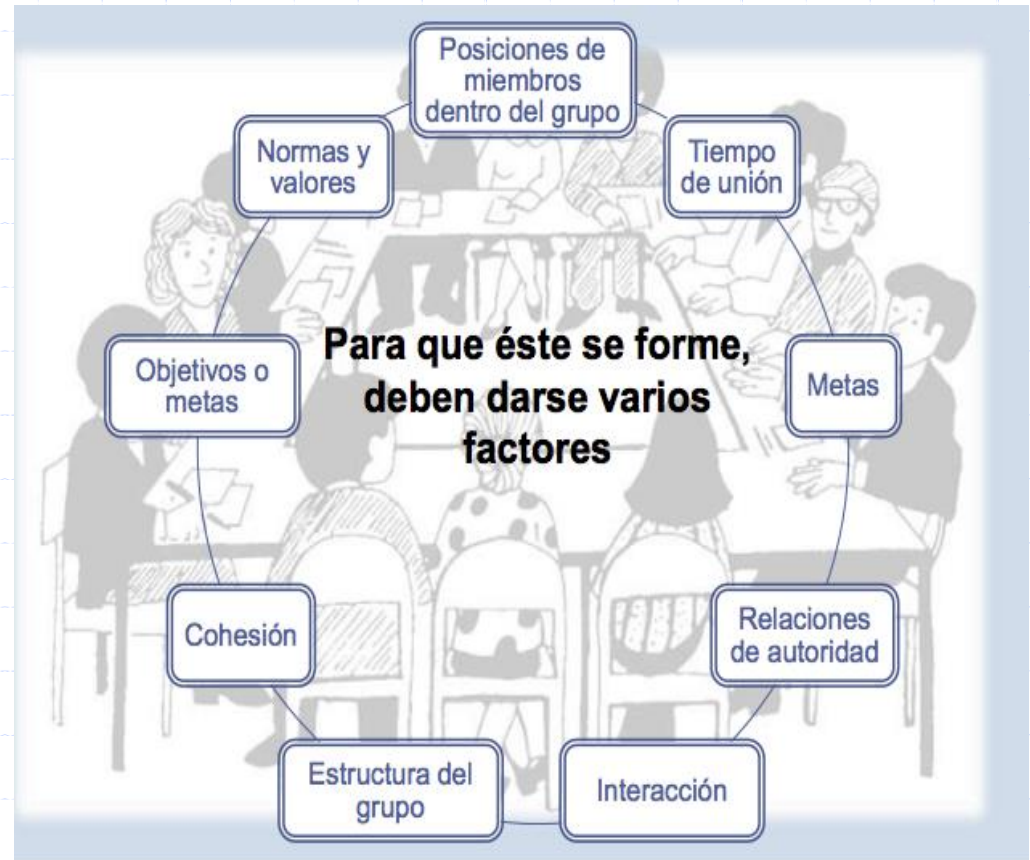 Posiciones de
miembros
dentro del grupo
Tiempo
de unión
Metas
Relaciones
de autoridad
Interacción
Estructura del
grupo
Cohesión
Objetivos o
metas
Normas y
valores
Para que éste se forme,
deben darse varios
factores